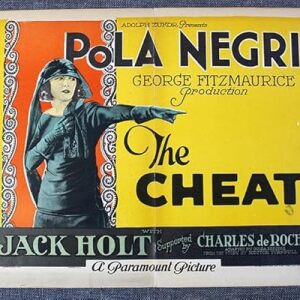 ADOLPH ZUKOR Presents
POLA NEGRI
GEORGE FITZMAURICE
Production
The
CHEAT
WITH
JACK HOLT
Supported by
CHARLES de ROCH
A Paramount Picture